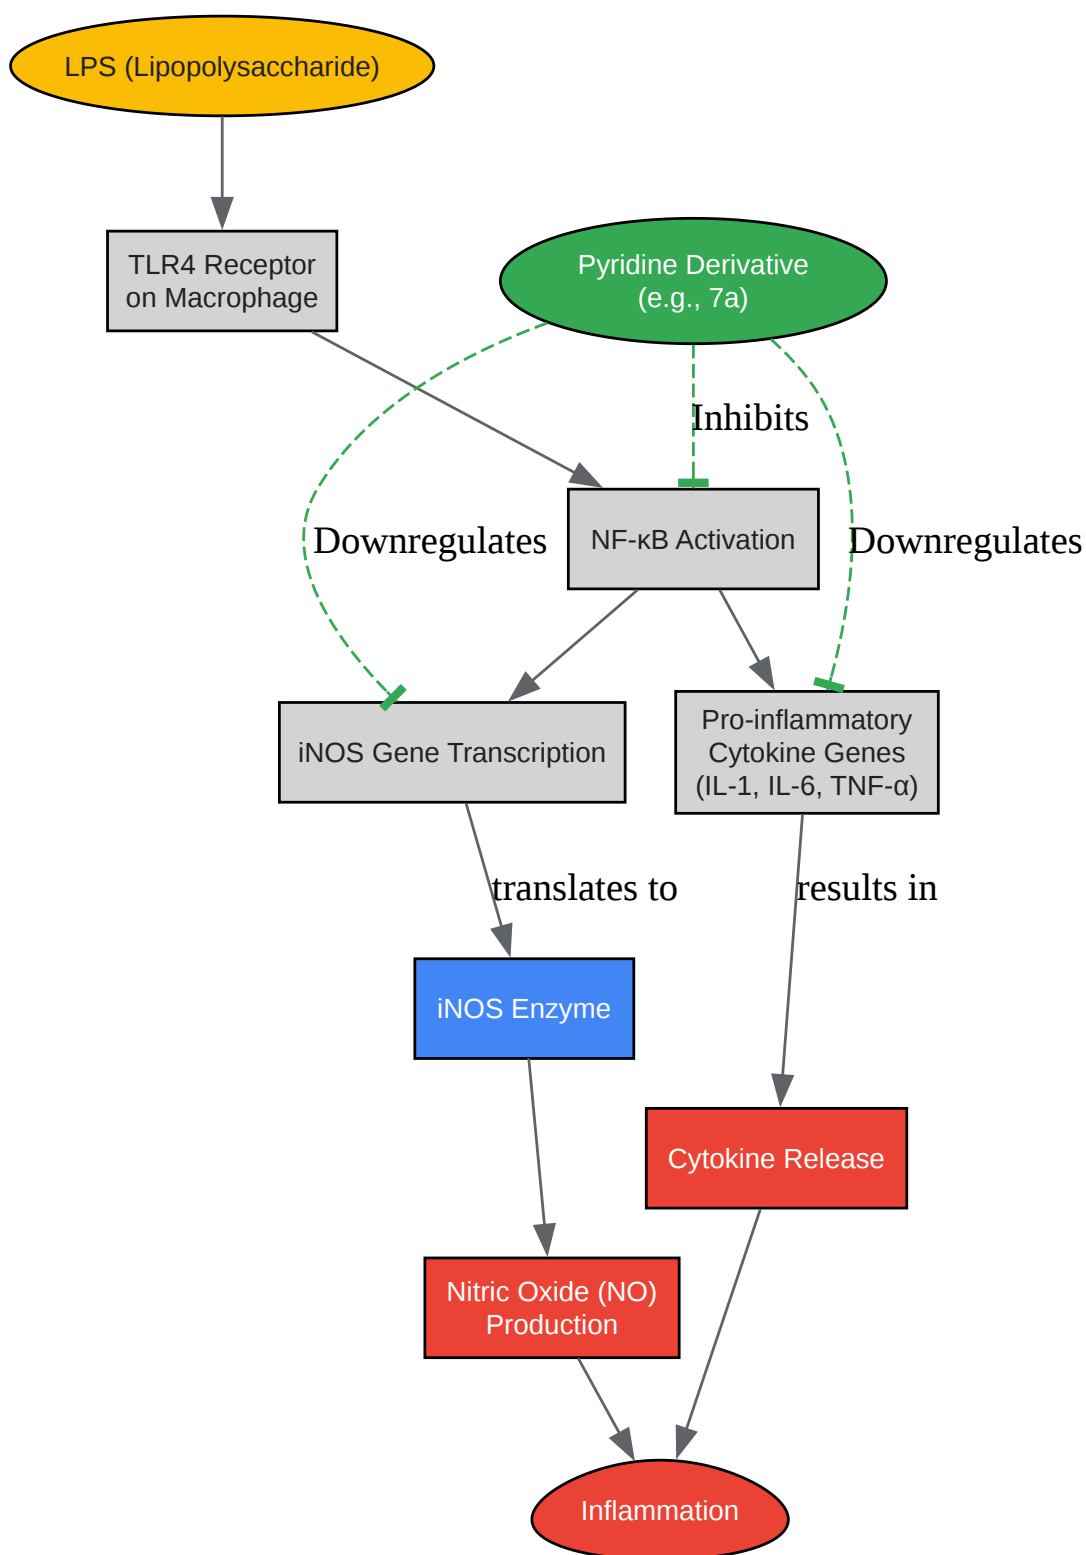 LPS (Lipopolysaccharide)
TLR4 Receptor
on Macrophage
Pyridine Derivative
(e.g., 7a)
Inhibits
Downregulates
NF-κB Activation
Downregulates
iNOS Gene Transcription
Pro-inflammatory
Cytokine Genes
(IL-1, IL-6, TNF-α)
translates to
results in
iNOS Enzyme
Cytokine Release
Nitric Oxide (NO)
Production
Inflammation